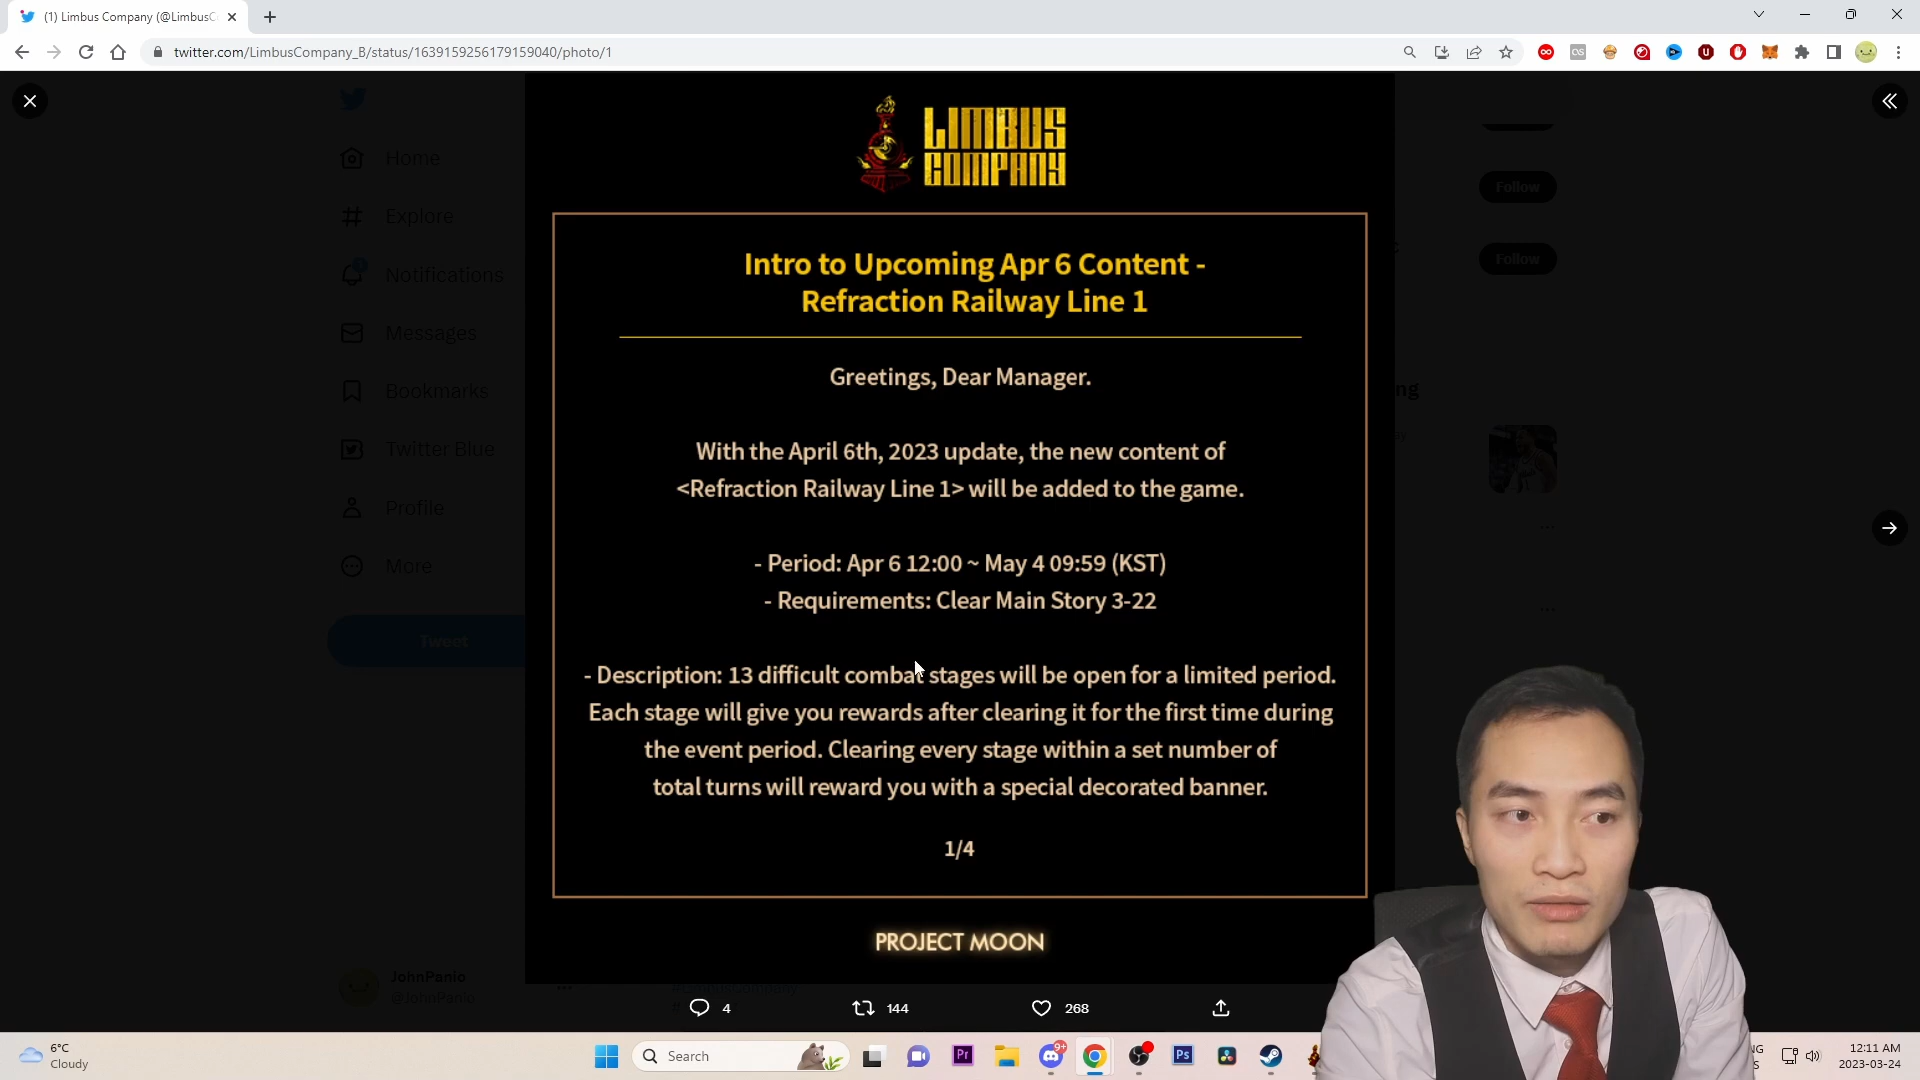 (1) Limbus Company (@LimbusC
twitter.com/LimbusCompany_B/status/1639159256179159040/photo/1
LIMBUS
COMPANY
Home
Explore
Notifications
Messages
Bookmarks
Twitter Blue
Profile
More
Tweet
JohnPanio
@JohnPanio
Follow
Follow
Intro to Upcoming Apr 6 Content -
Refraction Railway Line 1
Greetings, Dear Manager.
With the April 6th, 2023 update, the new content of
<Refraction Railway Line 1> will be added to the game.
- Period: Apr 6 12:00 ~ May 4 09:59 (KST)
- Requirements: Clear Main Story 3-22
- Description: 13 difficult combat stages will be open for a limited period.
Each stage will give you rewards after clearing it for the first time during
the event period. Clearing every stage within a set number of
total turns will reward you with a special decorated banner.
1/4
PROJECT MOON
4
144
268
6°C
Cloudy
Search
Pr
9+
Ps
12:11 AM
2023-03-24